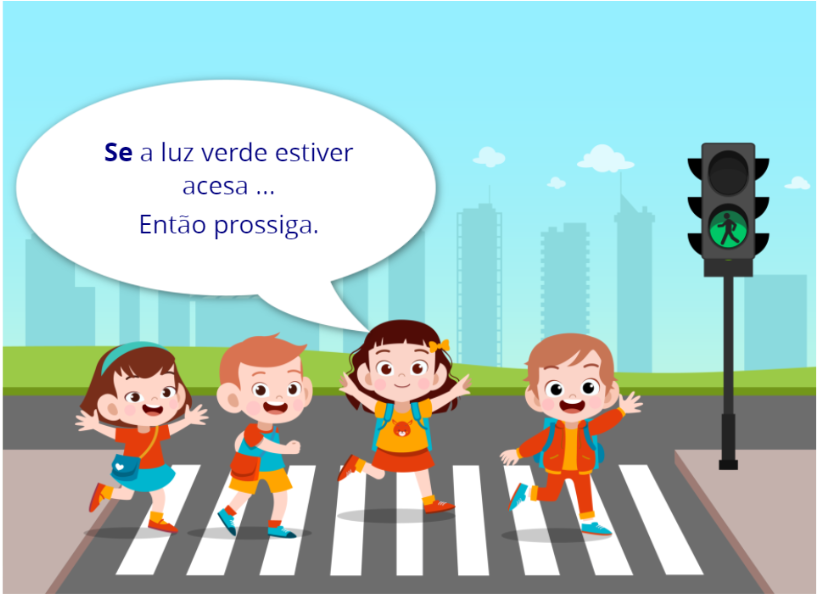 Se a luz verde estiver
acesa ...
Então prossiga.